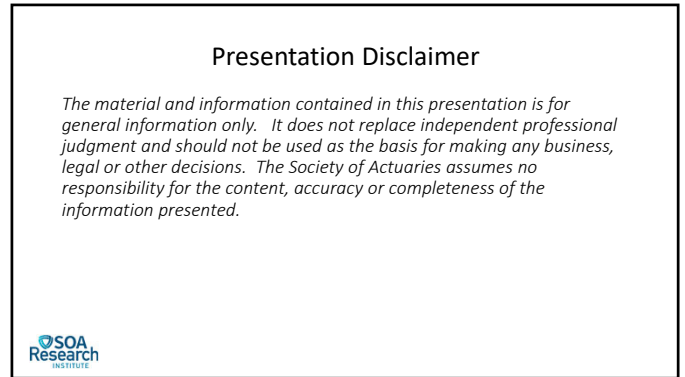 Presentation Disclaimer
The material and information contained in this presentation is for
general information only.   It does not replace independent professional
judgment and should not be used as the basis for making any business,
legal or other decisions.  The Society of Actuaries assumes no
responsibility for the content, accuracy or completeness of the
information presented.
SOA
Research
INSTITUTE